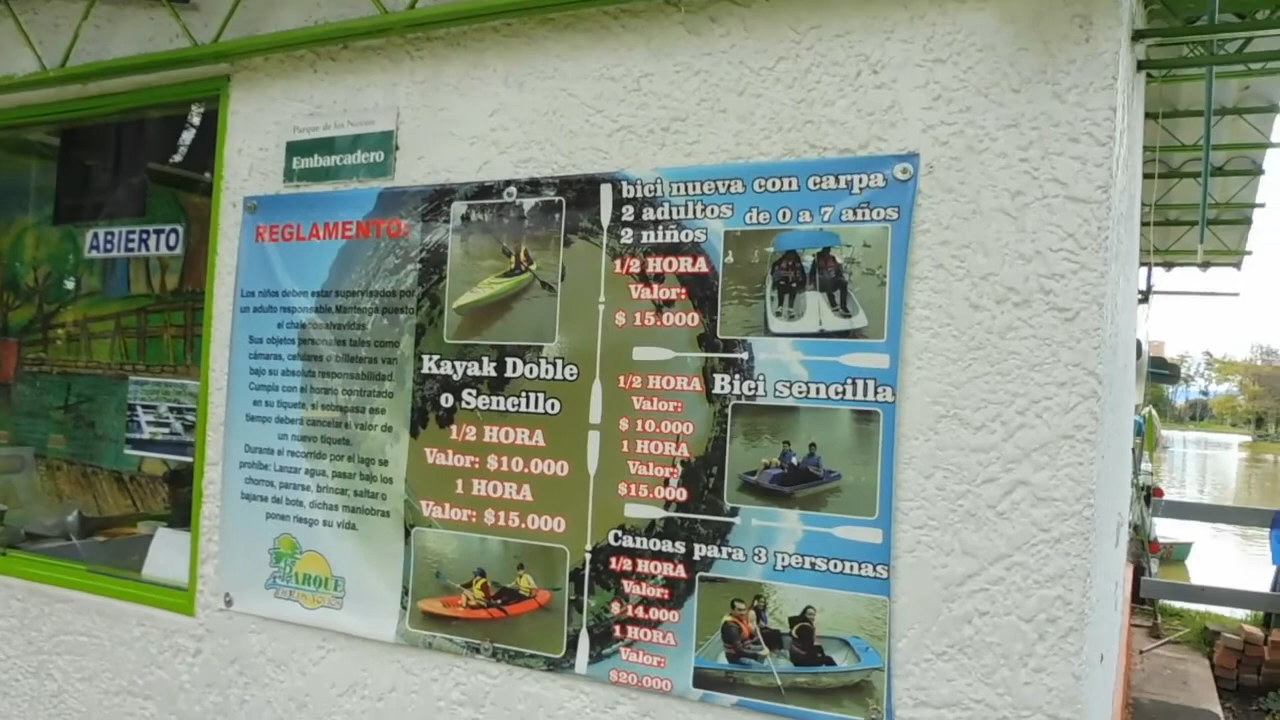 ABIERTO
Parque de los Novios
Embarcadero
REGLAMENTO:
Los niños deben estar supervisados por
un adulto responsable. Mantenga puesto
el chaleco salvavidas.
Sus objetos personales tales como
cámaras, celulares o billeteras van
bajo su absoluta responsabilidad.
Cumpla con el horario contratado
en su tiquete, si sobrepasa ese
tiempo deberá cancelar el valor de
un nuevo tiquete.
Durante el recorrido por el lago se
prohibe: Lanzar agua, pasar bajo los
chorros, pararse, brincar, saltar o
bajarse del bote, dichas maniobras
ponen riesgo su vida.
PARQUE
DE LOS NOVIOS
Kayak Doble
o Sencillo
1/2 HORA
Valor: $10.000
1 HORA
Valor: $15.000
bici nueva con carpa
2 adultos de 0 a 7 años
2 niños
1/2 HORA
Valor:
$ 15.000
Bici sencilla
1/2 HORA
Valor:
$ 10.000
1 HORA
Valor:
$15.000
Canoas para 3 personas
1/2 HORA
Valor:
$ 14.000
1 HORA
Valor:
$20.000